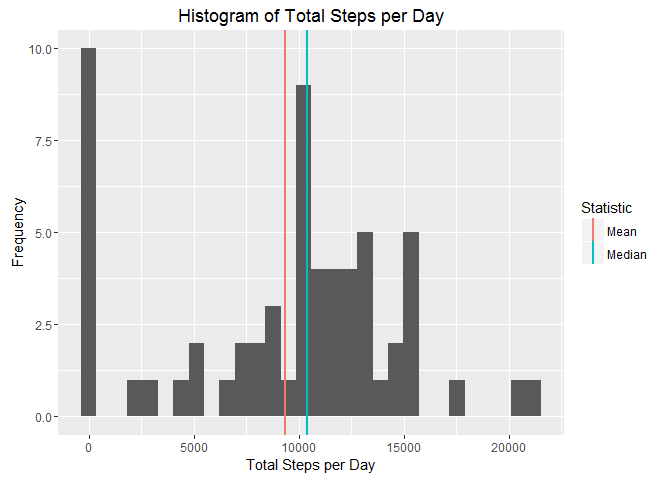 Histogram of Total Steps per Day
10.0
7.5
5.0
2.5
0.0
Frequency
0 5000 10000 15000 20000
Total Steps per Day
Statistic
Mean
Median